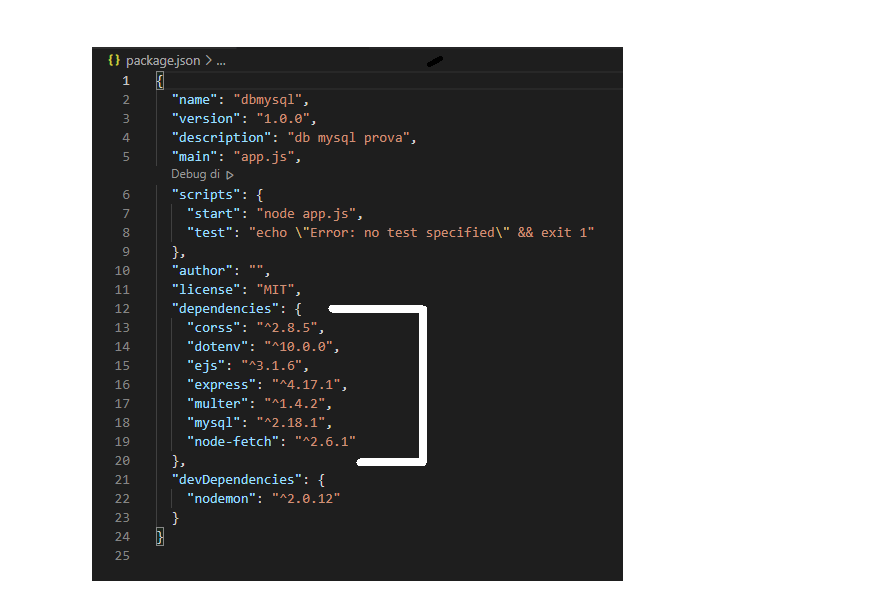 {} package.json > ...
1 {
2 "name": "dbmysql",
3 "version": "1.0.0",
4 "description": "db mysql prova",
5 "main": "app.js",
Debug di ▷
6 "scripts": {
7 "start": "node app.js",
8 "test": "echo \"Error: no test specified\" && exit 1"
9 },
10 "author": "",
11 "license": "MIT",
12 "dependencies": {
13 "corss": "^2.8.5",
14 "dotenv": "^10.0.0",
15 "ejs": "^3.1.6",
16 "express": "^4.17.1",
17 "multer": "^1.4.2",
18 "mysql": "^2.18.1",
19 "node-fetch": "^2.6.1"
20 },
21 "devDependencies": {
22 "nodemon": "^2.0.12"
23 }
24 }
25